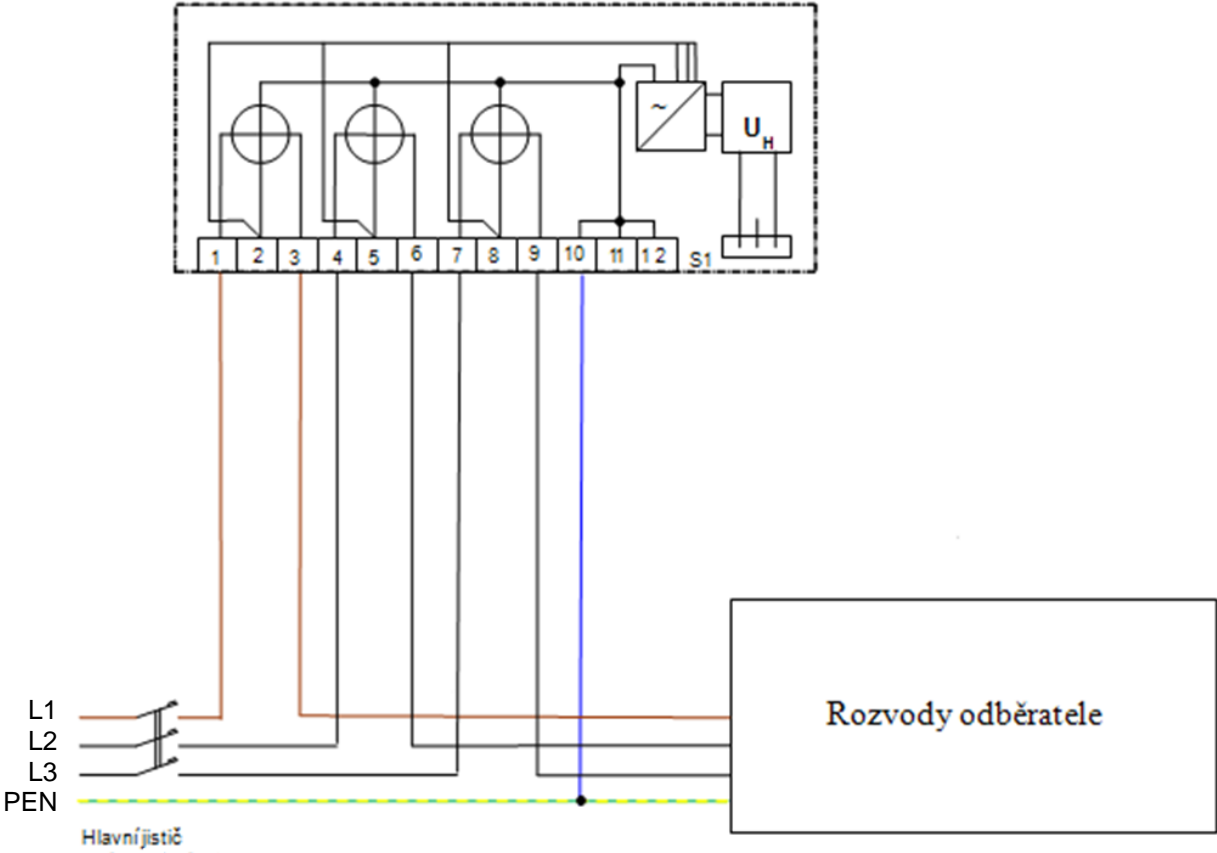 ~
U H
1 2 3 4 5 6 7 8 9 10 11 12 S1
L1
L2
L3
PEN
Rozvody odběratele
Hlavní jistič